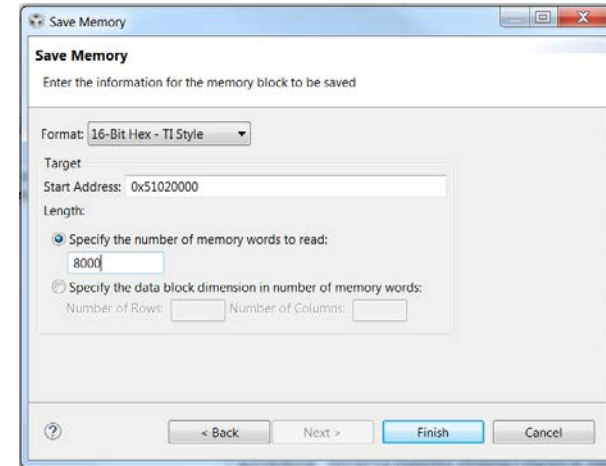 Save Memory
Save Memory
Enter the information for the memory block to be saved
Format: 16-Bit Hex - TI Style
Target
Start Address: 0x51020000
Length:
Specify the number of memory words to read:
8000
Specify the data block dimension in number of memory words:
Number of Rows: Number of Columns:
? < Back Next > Finish Cancel